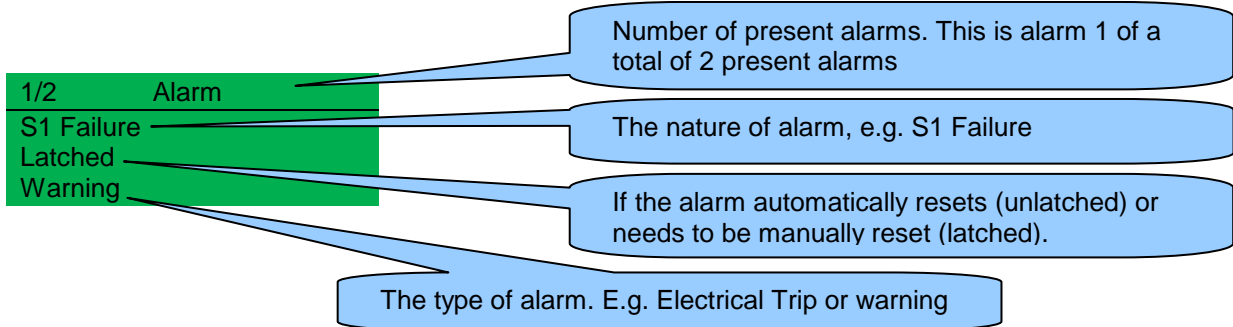 Number of present alarms. This is alarm 1 of a
total of 2 present alarms
1/2 Alarm
S1 Failure
Latched
Warning
The nature of alarm, e.g. S1 Failure
If the alarm automatically resets (unlatched) or
needs to be manually reset (latched).
The type of alarm. E.g. Electrical Trip or warning